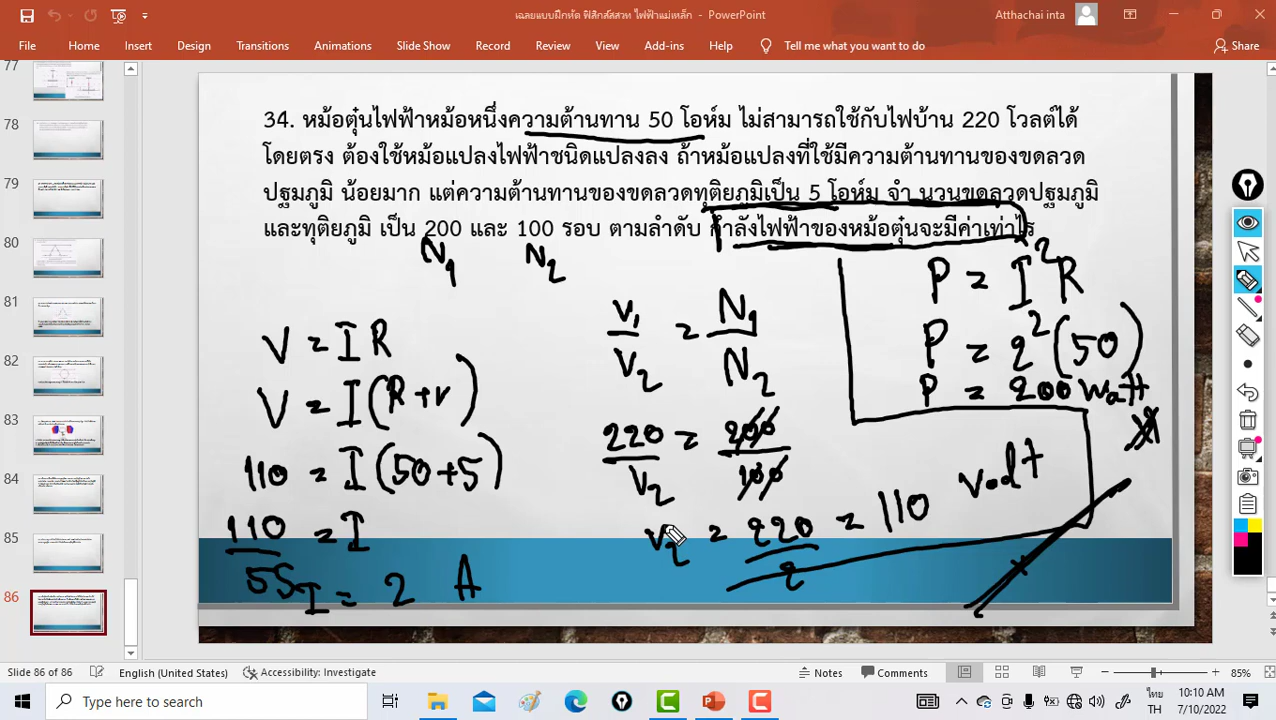 เฉลยแบบฝึกหัด ฟิสิกส์สสวท ไฟฟ้าแม่เหล็ก - PowerPoint
Atthachai inta
File Home Insert Design Transitions Animations Slide Show Record Review View Add-ins Help Tell me what you want to do Share
77
78
79
80
81
82
83
84
85
86
34. หม้อตุ๋นไฟฟ้าหม้อหนึ่งความต้านทาน 50 โอห์ม ไม่สามารถใช้กับไฟบ้าน 220 โวลต์ได้
โดยตรง ต้องใช้หม้อแปลงไฟฟ้าชนิดแปลงลง ถ้าหม้อแปลงที่ใช้มีความต้านทานของขดลวด
ปฐมภูมิ น้อยมาก แต่ความต้านทานของขดลวดทุติยภูมิเป็น 5 โอห์ม จำ นวนขดลวดปฐมภูมิ
และทุติยภูมิ เป็น 200 และ 100 รอบ ตามลำดับ กำลังไฟฟ้าของหม้อตุ๋นจะมีค่าเท่าไร
N1 N2
V = IR
V = I(R+r)
110 = I(50+5)
110/55 = I
I = 2 A
V1/V2 = N1/N2
220/V2 = 200/100
V2 = 220/2 = 110 volt
P = I²R
P = 2²(50)
P = 200 watt
Slide 86 of 86 English (United States) Accessibility: Investigate Notes Comments 85%
Type here to search
ไทย
TH
10:10 AM
7/10/2022